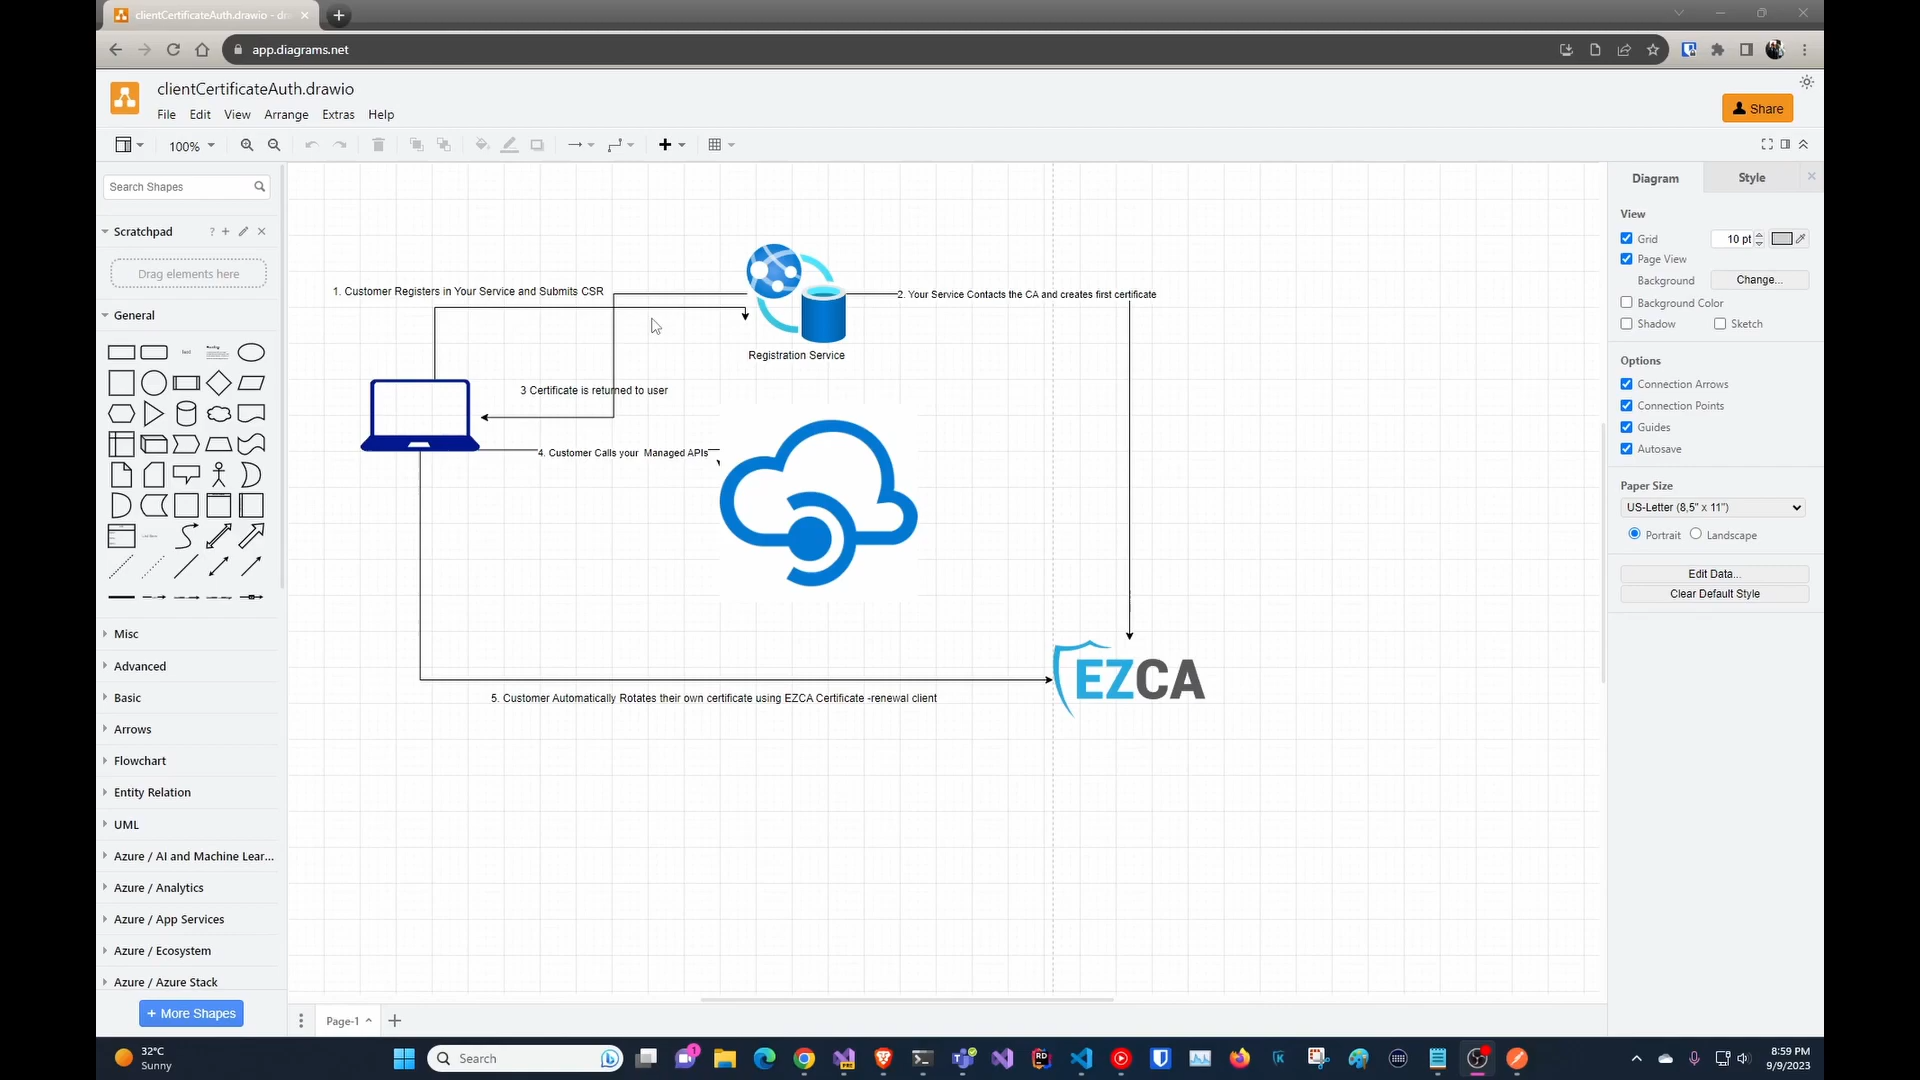 clientCertificateAuth.drawio - dr
app.diagrams.net
clientCertificateAuth.drawio
File Edit View Arrange Extras Help
Share
100%
Search Shapes
Scratchpad
?
Drag elements here
General
Misc
Advanced
Basic
Arrows
Flowchart
Entity Relation
UML
Azure / AI and Machine Lear...
Azure / Analytics
Azure / App Services
Azure / Ecosystem
Azure / Azure Stack
+ More Shapes
1. Customer Registers in Your Service and Submits CSR
2. Your Service Contacts the CA and creates first certificate
Registration Service
3 Certificate is returned to user
4. Customer Calls your Managed APIs
EZCA
5. Customer Automatically Rotates their own certificate using EZCA Certificate -renewal client
Diagram Style
View
Grid 10 pt
Page View
Background Change...
Background Color
Shadow Sketch
Options
Connection Arrows
Connection Points
Guides
Autosave
Paper Size
US-Letter (8,5" x 11")
Portrait Landscape
Edit Data...
Clear Default Style
Page-1
32°C
Sunny
Search
8:59 PM
9/9/2023